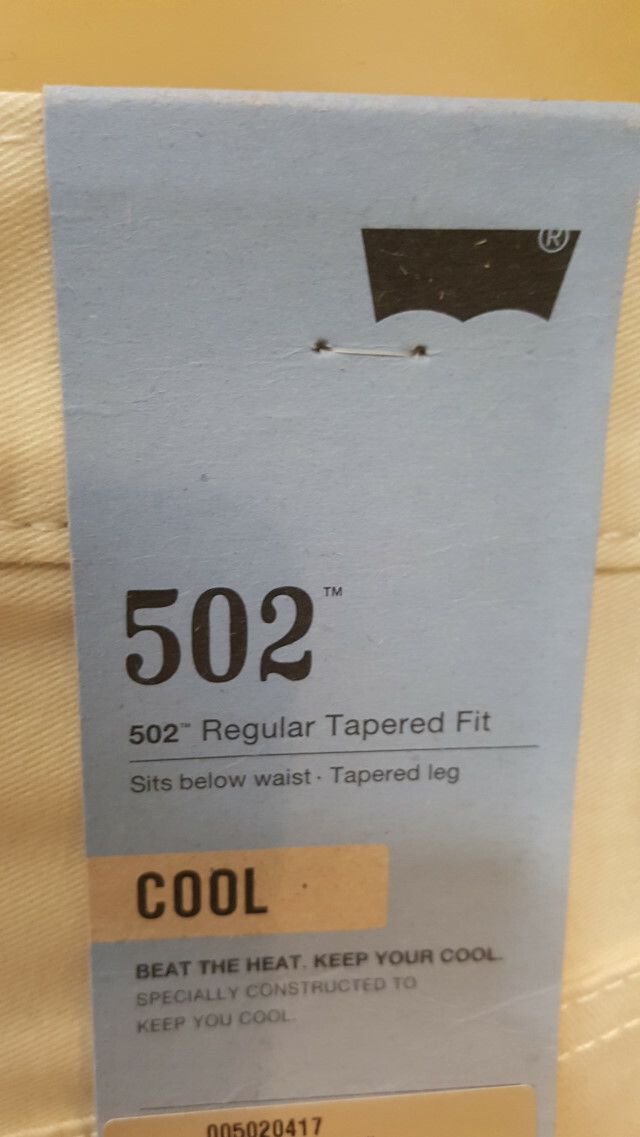 ®
502™
502™ Regular Tapered Fit
Sits below waist · Tapered leg
COOL
BEAT THE HEAT. KEEP YOUR COOL.
SPECIALLY CONSTRUCTED TO
KEEP YOU COOL.
005020417